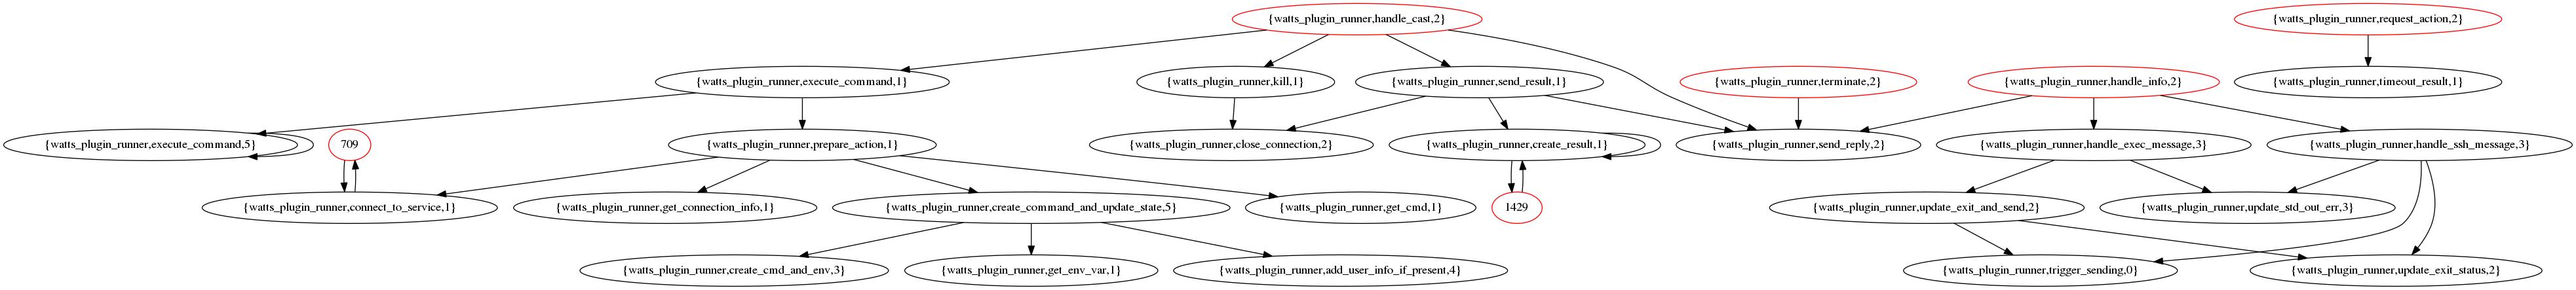 {watts_plugin_runner,handle_cast,2}
{watts_plugin_runner,request_action,2}
{watts_plugin_runner,execute_command,1}
{watts_plugin_runner,kill,1}
{watts_plugin_runner,send_result,1}
{watts_plugin_runner,terminate,2}
{watts_plugin_runner,handle_info,2}
{watts_plugin_runner,timeout_result,1}
{watts_plugin_runner,execute_command,5}
709
{watts_plugin_runner,prepare_action,1}
{watts_plugin_runner,close_connection,2}
{watts_plugin_runner,create_result,1}
{watts_plugin_runner,send_reply,2}
{watts_plugin_runner,handle_exec_message,3}
{watts_plugin_runner,handle_ssh_message,3}
{watts_plugin_runner,connect_to_service,1}
{watts_plugin_runner,get_connection_info,1}
{watts_plugin_runner,create_command_and_update_state,5}
{watts_plugin_runner,get_cmd,1}
1429
{watts_plugin_runner,update_exit_and_send,2}
{watts_plugin_runner,update_std_out_err,3}
{watts_plugin_runner,create_cmd_and_env,3}
{watts_plugin_runner,get_env_var,1}
{watts_plugin_runner,add_user_info_if_present,4}
{watts_plugin_runner,trigger_sending,0}
{watts_plugin_runner,update_exit_status,2}